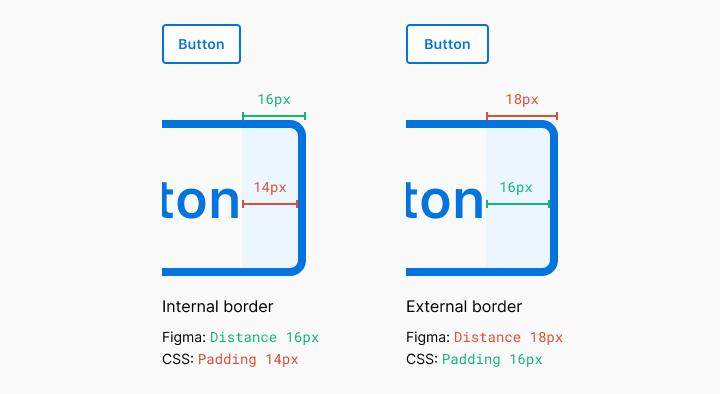 Button
Button
16px
18px
14px
16px
ton
ton
Internal border
External border
Figma: Distance 16px
Figma: Distance 18px
CSS: Padding 14px
CSS: Padding 16px